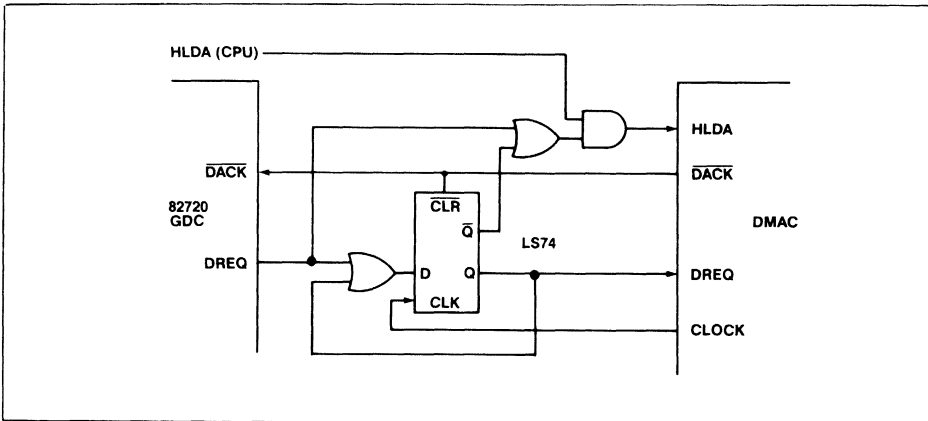 HLDA (CPU)
HLDA
DACK
DACK
CLR
82720
GDC
Q
LS74
DMAC
DREQ
D
Q
DREQ
CLK
CLOCK